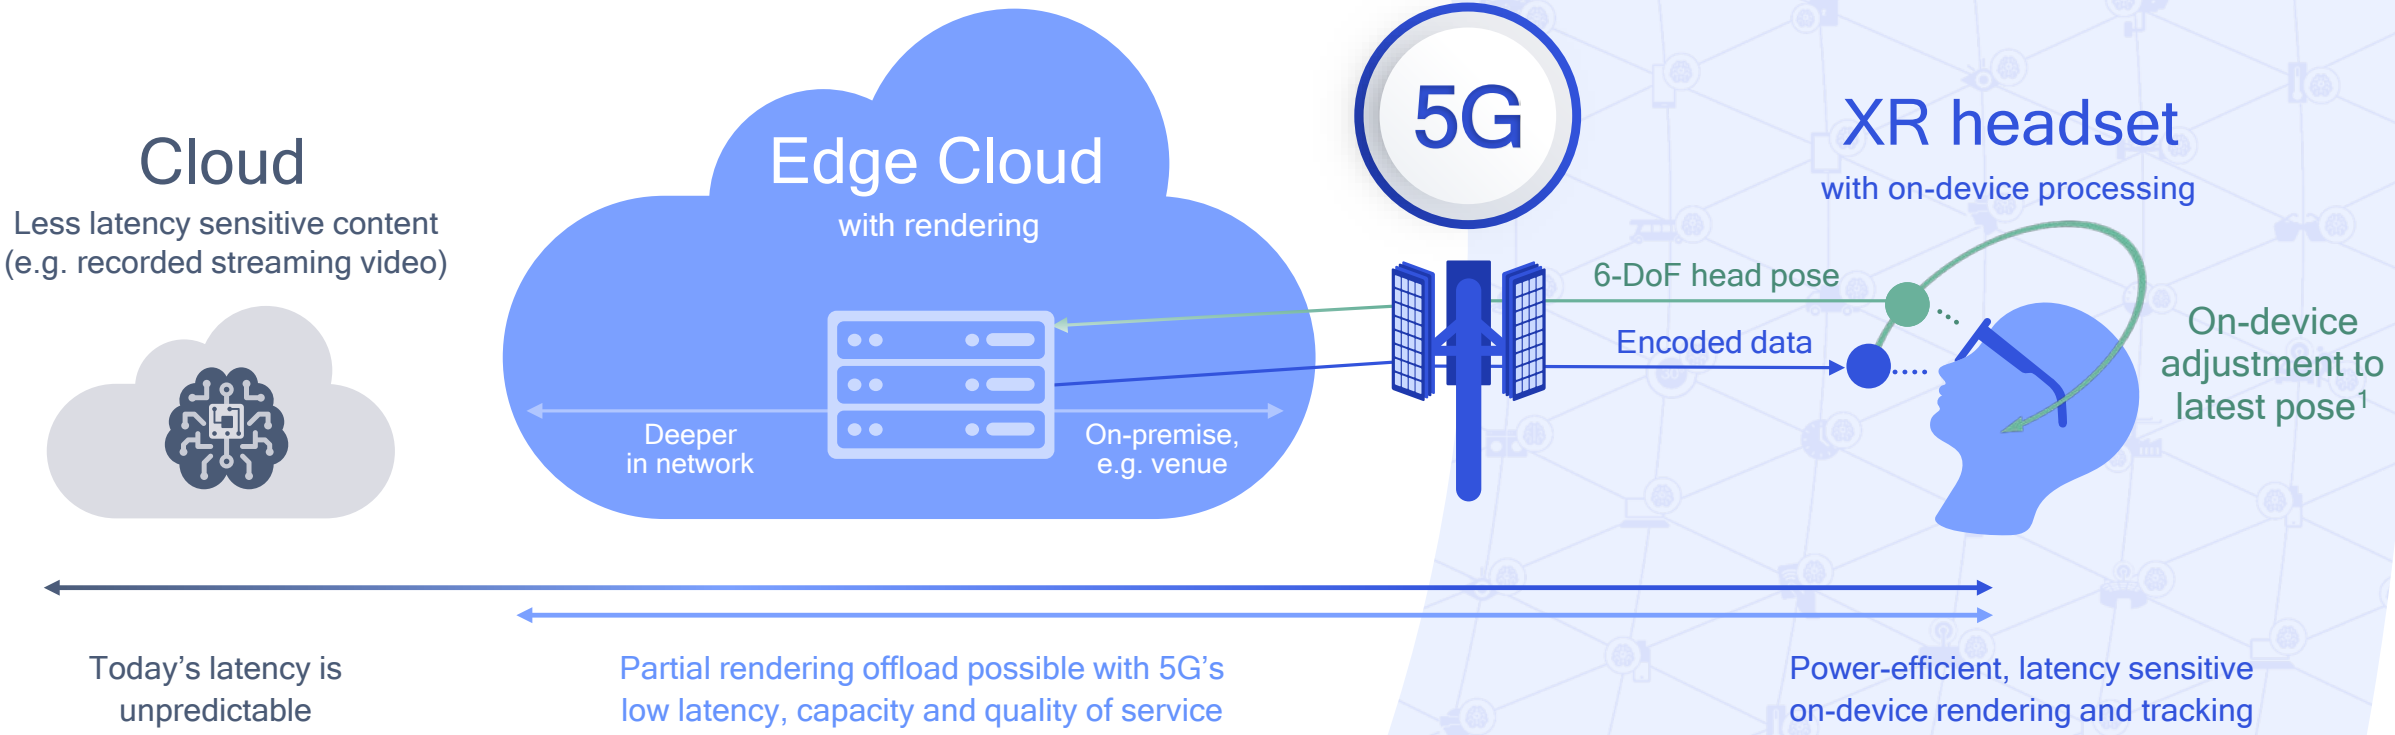 Cloud
Less latency sensitive content
(e.g. recorded streaming video)
Edge Cloud
with rendering
Deeper
in network
On-premise,
e.g. venue
5G
XR headset
with on-device processing
6-DoF head pose
Encoded data
On-device
adjustment to
latest pose¹
Today’s latency is
unpredictable
Partial rendering offload possible with 5G’s
low latency, capacity and quality of service
Power-efficient, latency sensitive
on-device rendering and tracking